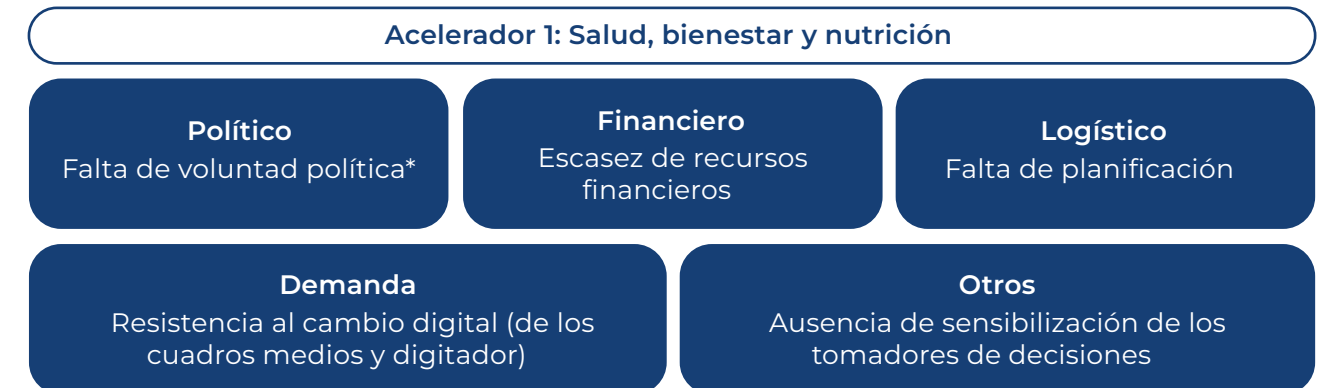 Acelerador 1: Salud, bienestar y nutrición
Político
Falta de voluntad política*
Financiero
Escasez de recursos
financieros
Logístico
Falta de planificación
Demanda
Resistencia al cambio digital (de los
cuadros medios y digitador)
Otros
Ausencia de sensibilización de los
tomadores de decisiones